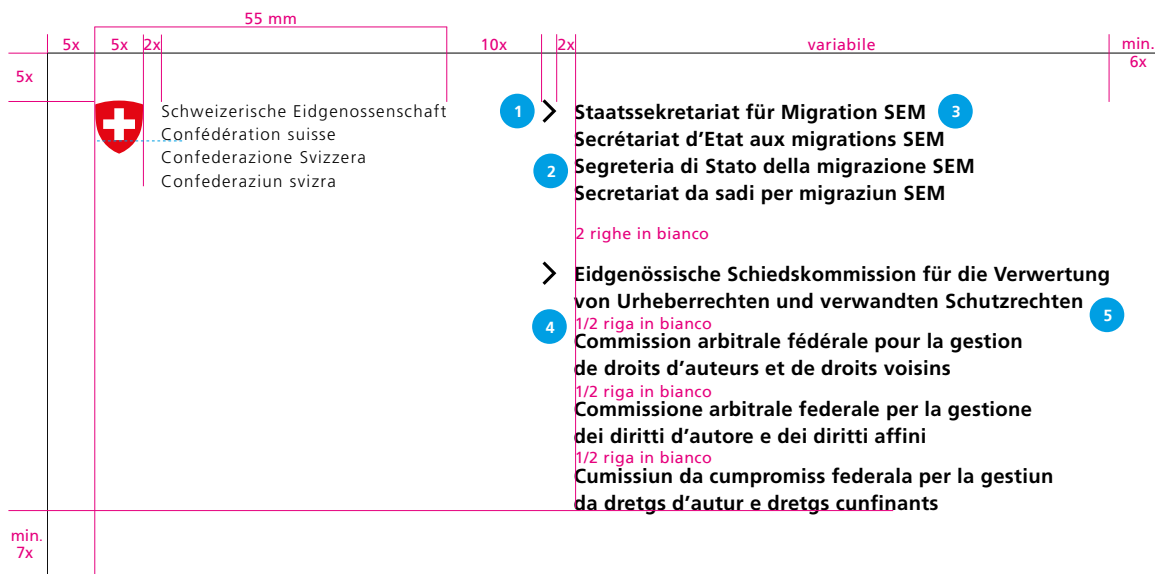 55 mm
5x 5x 2x 10x 2x variabile min.
6x
5x
Schweizerische Eidgenossenschaft
Confédération suisse
Confederazione Svizzera
Confederaziun svizra
1
Staatssekretariat für Migration SEM
3
Secrétariat d'Etat aux migrations SEM
2
Segreteria di Stato della migrazione SEM
Secretariat da sadi per migraziun SEM
2 righe in bianco
Eidgenössische Schiedskommission für die Verwertung
von Urheberrechten und verwandten Schutzrechten
5
1/2 riga in bianco
4
Commission arbitrale fédérale pour la gestion
de droits d'auteurs et de droits voisins
1/2 riga in bianco
Commissione arbitrale federale per la gestione
dei diritti d'autore e dei diritti affini
1/2 riga in bianco
Cumissiun da cumpromiss federala per la gestiun
da dretgs d'autur e dretgs cunfinants
min.
7x